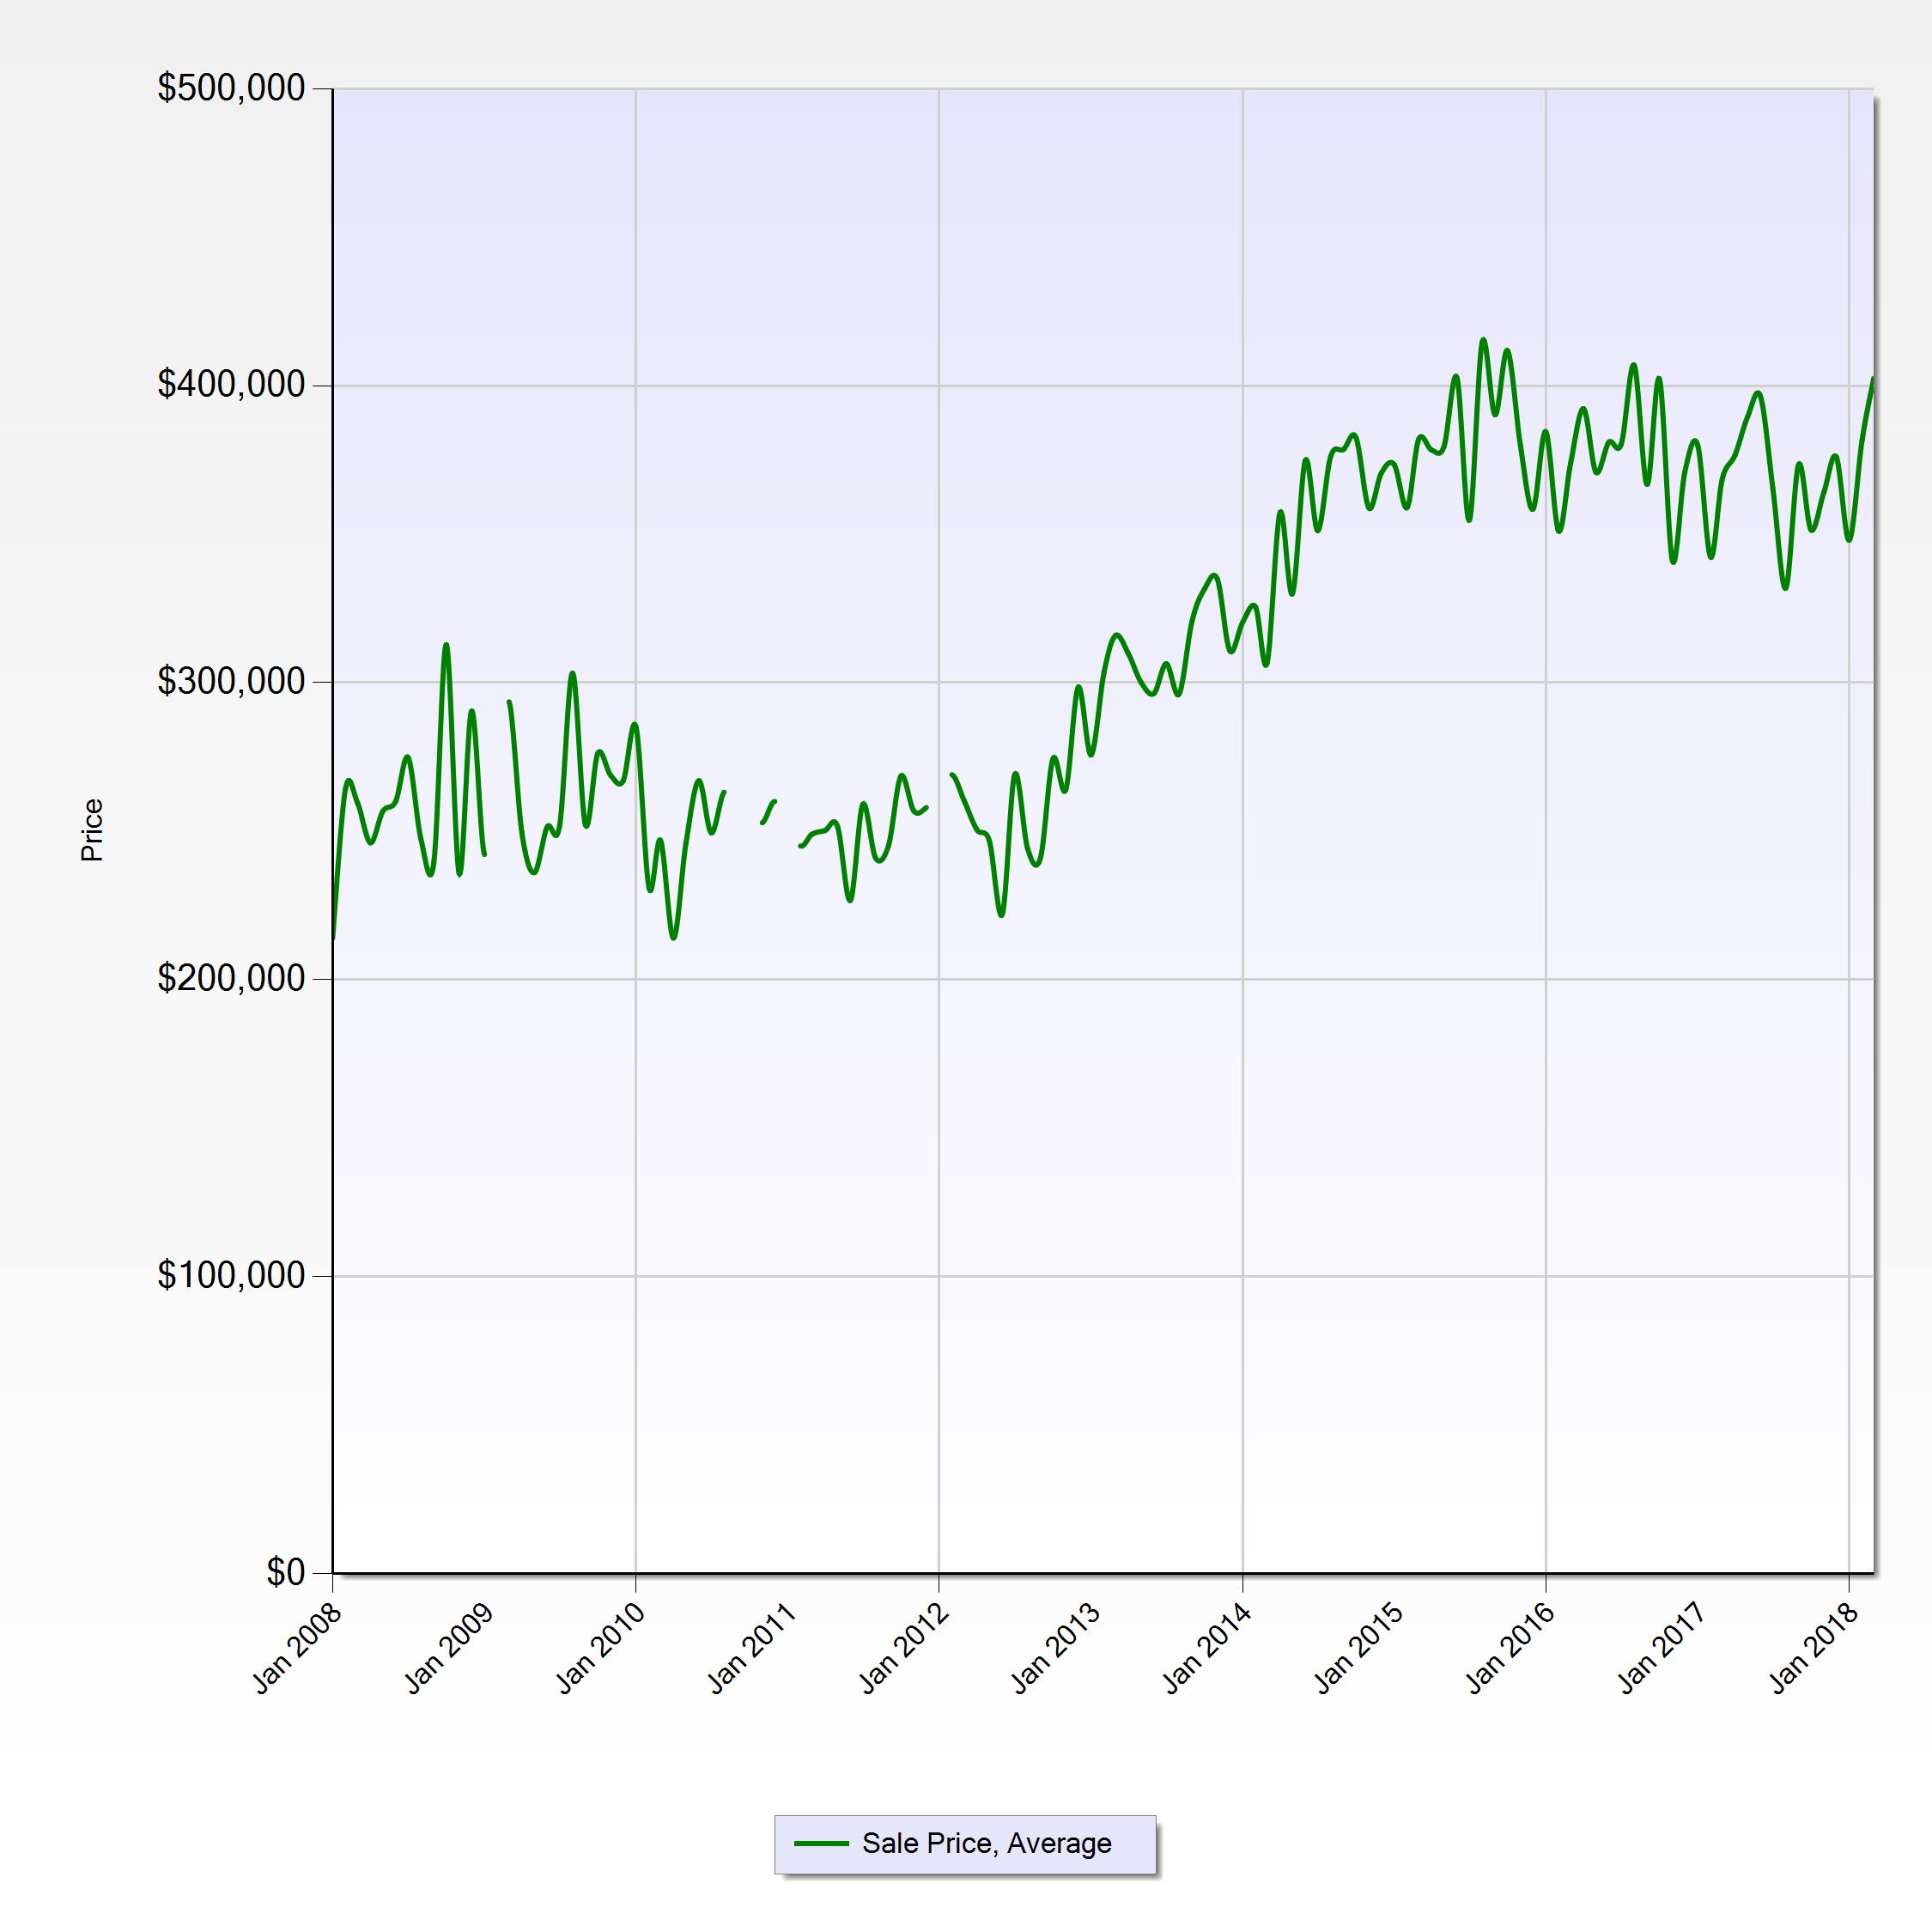 $500,000
$400,000
$300,000
$200,000
$100,000
$0
Price
Jan 2008
Jan 2009
Jan 2010
Jan 2011
Jan 2012
Jan 2013
Jan 2014
Jan 2015
Jan 2016
Jan 2017
Jan 2018
Sale Price, Average